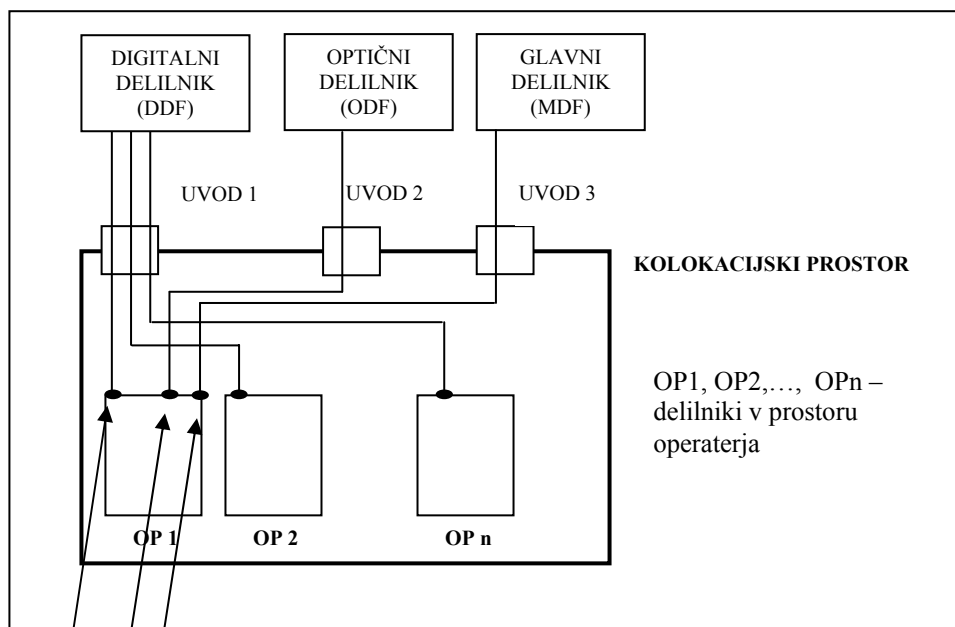 DIGITALNI
DELILNIK
(DDF)
OPTIČNI
DELILNIK
(ODF)
GLAVNI
DELILNIK
(MDF)
UVOD 1
UVOD 2
UVOD 3
KOLOKACIJSKI PROSTOR
OP1, OP2,…, OPn –
delilniki v prostoru
operaterja
OP 1
OP 2
OP n